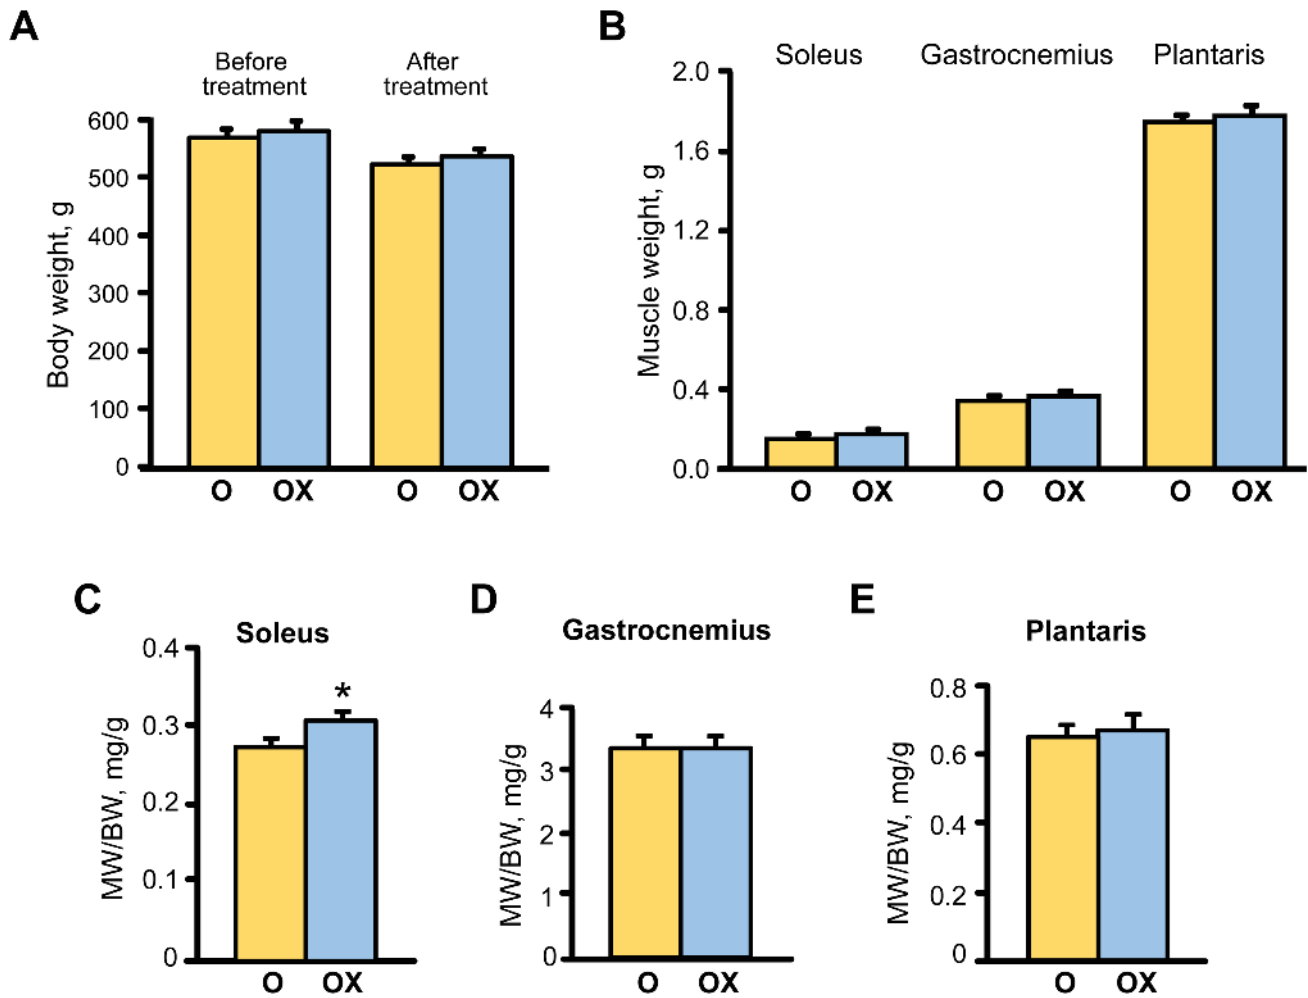 A
Before
treatment
After
treatment
600
500
400
300
200
100
0
Body weight, g
O
OX
O
OX
B
Soleus
Gastrocnemius
Plantaris
2.0
1.6
1.2
0.8
0.4
0.0
Muscle weight, g
O
OX
O
OX
O
OX
C
Soleus
0.4
0.3
0.2
0.1
0
MW/BW, mg/g
*
O
OX
D
Gastrocnemius
4
3
2
1
0
MW/BW, mg/g
O
OX
E
Plantaris
0.8
0.6
0.4
0.2
0
MW/BW, mg/g
O
OX